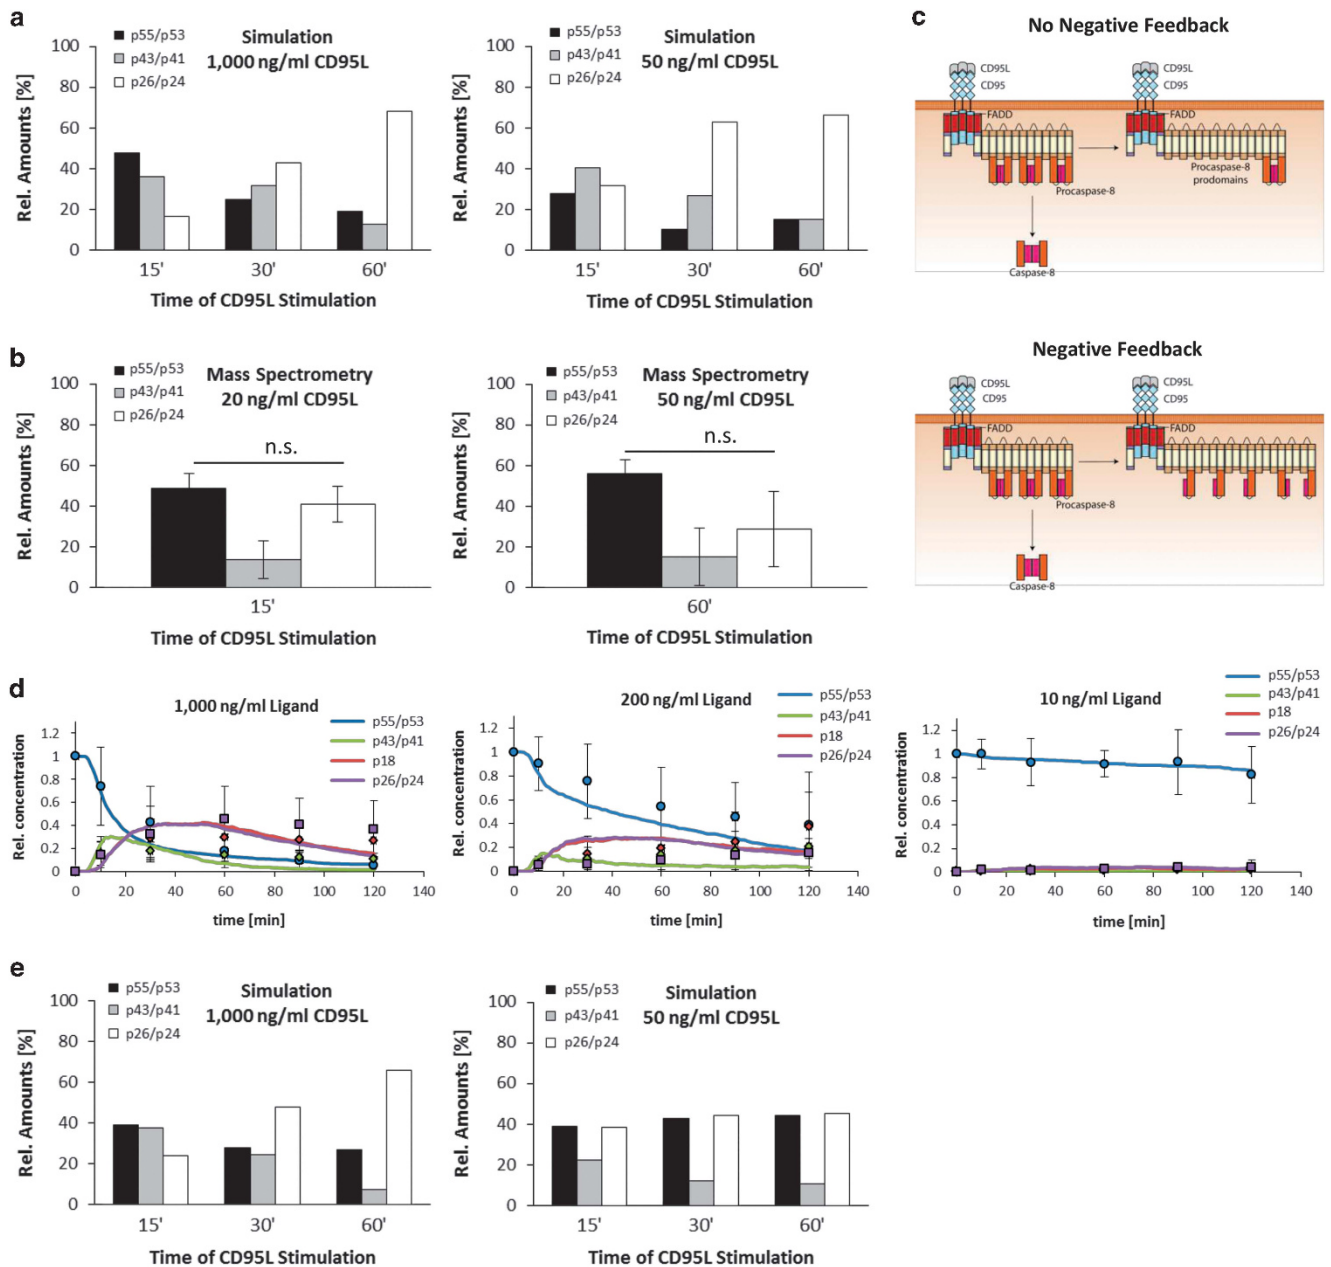 a
p55/p53
p43/p41
p26/p24
Simulation
1,000 ng/ml CD95L
Rel. Amounts [%]
100
80
60
40
20
0
15'
30'
60'
Time of CD95L Stimulation
p55/p53
p43/p41
p26/p24
Simulation
50 ng/ml CD95L
Rel. Amounts [%]
100
80
60
40
20
0
15'
30'
60'
Time of CD95L Stimulation
c
No Negative Feedback
CD95L
CD95
FADD
Procaspase-8
Caspase-8
CD95L
CD95
FADD
Procaspase-8
prodomains
Negative Feedback
CD95L
CD95
FADD
Procaspase-8
Caspase-8
CD95L
CD95
FADD
b
p55/p53
p43/p41
p26/p24
Mass Spectrometry
20 ng/ml CD95L
n.s.
Rel. Amounts [%]
100
80
60
40
20
0
15'
Time of CD95L Stimulation
p55/p53
p43/p41
p26/p24
Mass Spectrometry
50 ng/ml CD95L
n.s.
Rel. Amounts [%]
100
80
60
40
20
0
60'
Time of CD95L Stimulation
d
1,000 ng/ml Ligand
p55/p53
p43/p41
p18
p26/p24
Rel. concentration
1.2
1
0.8
0.6
0.4
0.2
0
0 20 40 60 80 100 120 140
time [min]
200 ng/ml Ligand
p55/p53
p43/p41
p18
p26/p24
Rel. concentration
1.2
1
0.8
0.6
0.4
0.2
0
0 20 40 60 80 100 120 140
time [min]
10 ng/ml Ligand
p55/p53
p43/p41
p18
p26/p24
Rel. concentration
1.2
1
0.8
0.6
0.4
0.2
0
0 20 40 60 80 100 120 140
time [min]
e
p55/p53
p43/p41
p26/p24
Simulation
1,000 ng/ml CD95L
Rel. Amounts [%]
100
80
60
40
20
0
15'
30'
60'
Time of CD95L Stimulation
p55/p53
p43/p41
p26/p24
Simulation
50 ng/ml CD95L
Rel. Amounts [%]
100
80
60
40
20
0
15'
30'
60'
Time of CD95L Stimulation